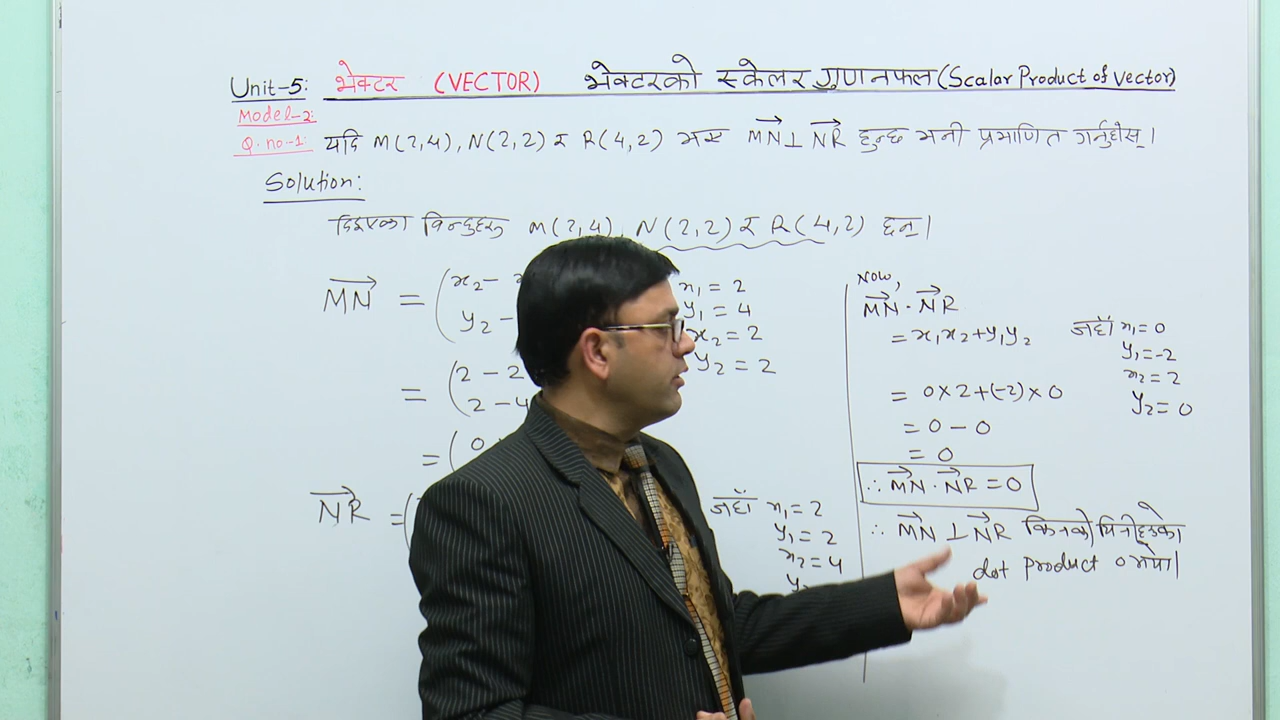 Unit-5: भेक्टर (VECTOR) भेक्टरको स्केलर गुणनफल (Scalar Product of Vector)
Model-2:
Q.no.-1: यदि M(2,4), N(2,2) र R(4,2) भए MN⊥NR हुन्छ भनी प्रमाणित गर्नुहोस्।
Solution:
दिइएका बिन्दुहरू M(2,4), N(2,2) र R(4,2) छन्।
MN = (x₂-
y₂-
x₁ = 2
y₁ = 4
x₂ = 2
y₂ = 2
= (2-2
2-4
= (0
NR = (
जहाँ x₁ = 2
y₁ = 2
x₂ = 4
Now,
MN · NR
= x₁x₂ + y₁y₂
जहाँ x₁ = 0
y₁ = -2
x₂ = 2
y₂ = 0
= 0×2+(-2)×0
= 0 - 0
= 0
∴ MN · NR = 0
∴ MN ⊥ NR किनकी यिनीहरूको
dot product 0 भयो।